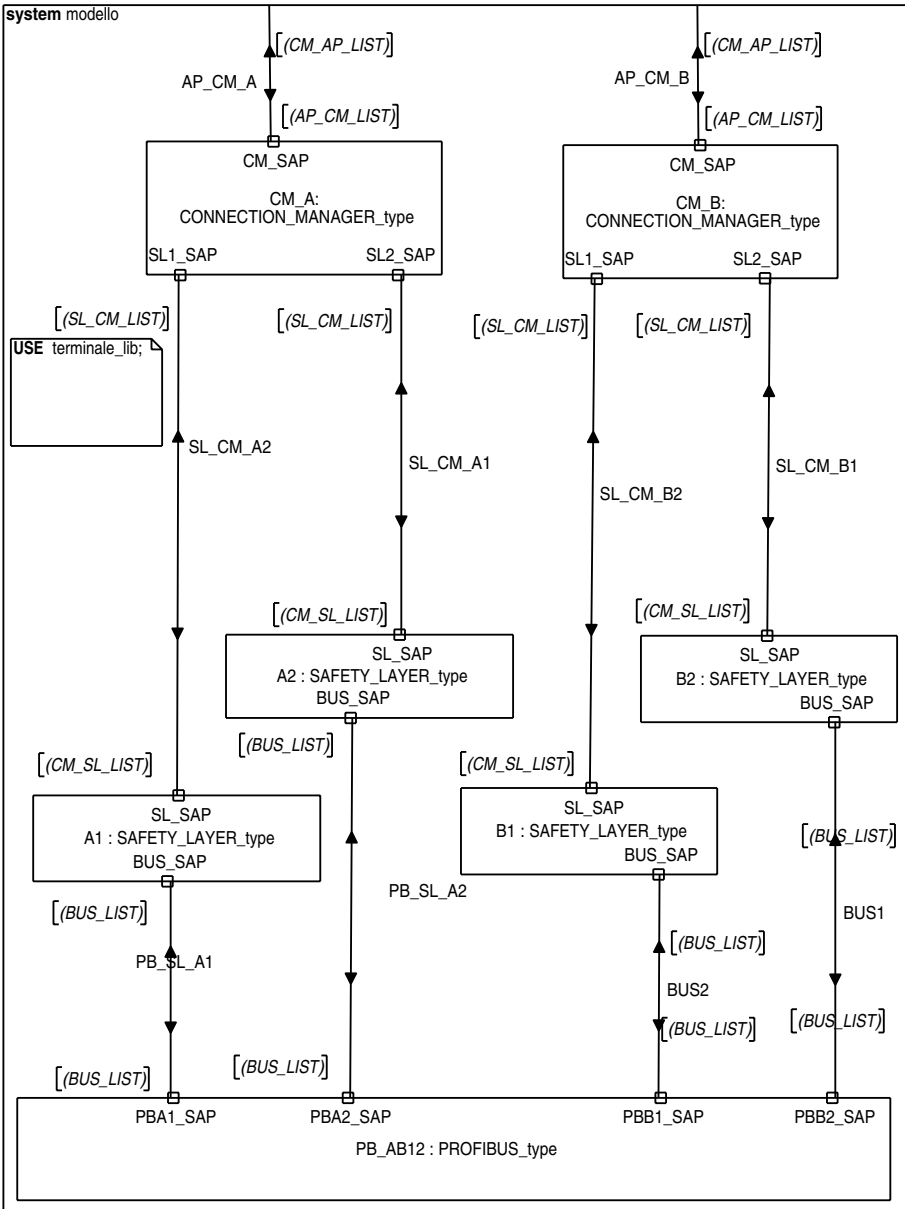 system modello
[(CM_AP_LIST)]
[(CM_AP_LIST)]
AP_CM_A
AP_CM_B
[(AP_CM_LIST)]
[(AP_CM_LIST)]
CM_SAP
CM_A:
CONNECTION_MANAGER_type
SL1_SAP
SL2_SAP
CM_SAP
CM_B:
CONNECTION_MANAGER_type
SL1_SAP
SL2_SAP
[(SL_CM_LIST)]
[(SL_CM_LIST)]
[(SL_CM_LIST)]
[(SL_CM_LIST)]
USE terminale_lib;
SL_CM_A2
SL_CM_A1
SL_CM_B2
SL_CM_B1
[(CM_SL_LIST)]
[(CM_SL_LIST)]
SL_SAP
A2 : SAFETY_LAYER_type
BUS_SAP
SL_SAP
B2 : SAFETY_LAYER_type
BUS_SAP
[(BUS_LIST)]
[(CM_SL_LIST)]
[(CM_SL_LIST)]
SL_SAP
A1 : SAFETY_LAYER_type
BUS_SAP
SL_SAP
B1 : SAFETY_LAYER_type
BUS_SAP
[(BUS_LIST)]
[(BUS_LIST)]
PB_SL_A2
BUS1
PB_SL_A1
[(BUS_LIST)]
BUS2
[(BUS_LIST)]
[(BUS_LIST)]
[(BUS_LIST)]
[(BUS_LIST)]
PBA1_SAP
PBA2_SAP
PBB1_SAP
PBB2_SAP
PB_AB12 : PROFIBUS_type